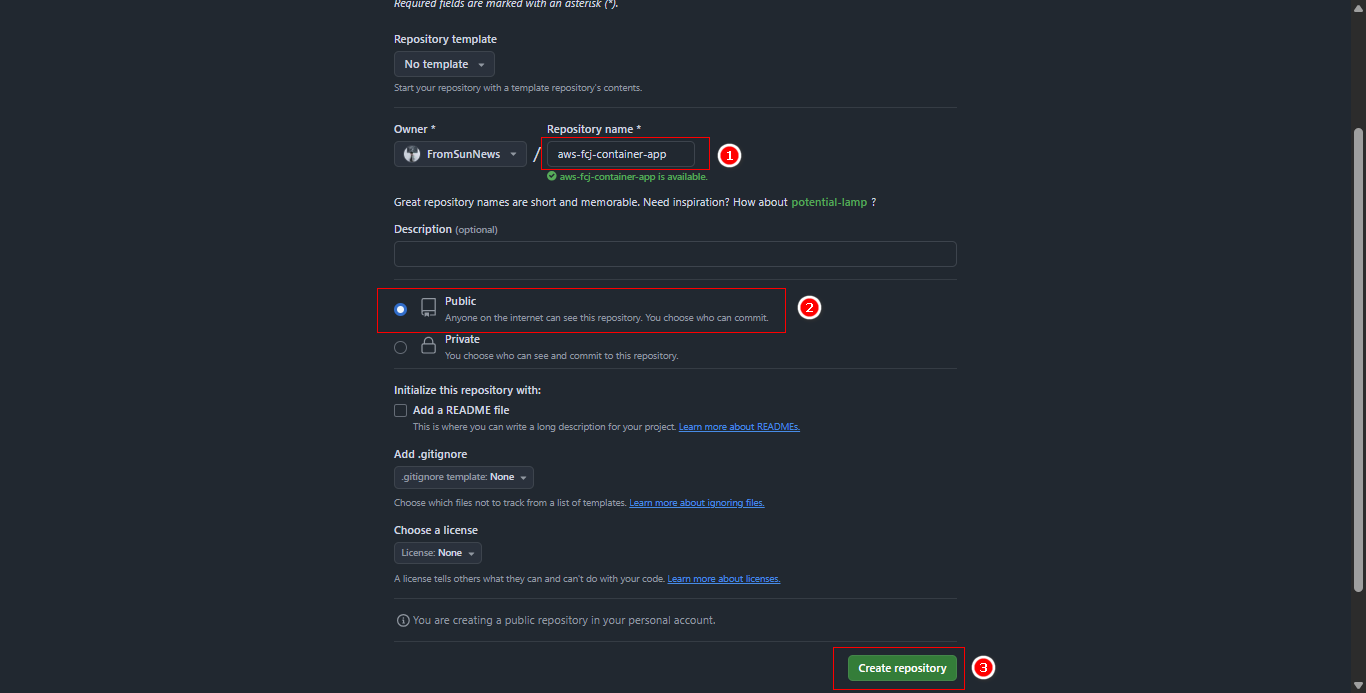 Required fields are marked with an asterisk (*).
Repository template
No template
Start your repository with a template repository's contents.
Owner * Repository name *
FromSunNews / aws-fcj-container-app 1
aws-fcj-container-app is available.
Great repository names are short and memorable. Need inspiration? How about potential-lamp ?
Description (optional)
Public
Anyone on the internet can see this repository. You choose who can commit.
2
Private
You choose who can see and commit to this repository.
Initialize this repository with:
Add a README file
This is where you can write a long description for your project. Learn more about READMEs.
Add .gitignore
.gitignore template: None
Choose which files not to track from a list of templates. Learn more about ignoring files.
Choose a license
License: None
A license tells others what they can and can't do with your code. Learn more about licenses.
You are creating a public repository in your personal account.
Create repository 3